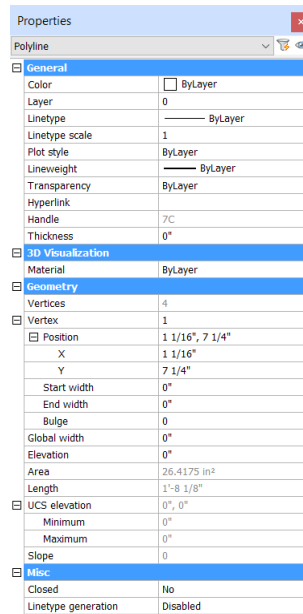 Properties
Polyline
General
Color ByLayer
Layer 0
Linetype ByLayer
Linetype scale 1
Plot style ByLayer
Lineweight ByLayer
Transparency ByLayer
Hyperlink
Handle 7C
Thickness 0"
3D Visualization
Material ByLayer
Geometry
Vertices 4
Vertex 1
Position 1 1/16", 7 1/4"
X 1 1/16"
Y 7 1/4"
Start width 0"
End width 0"
Bulge 0
Global width 0"
Elevation 0"
Area 26.4175 in²
Length 1'-8 1/8"
UCS elevation 0", 0"
Minimum 0"
Maximum 0"
Slope 0
Misc
Closed No
Linetype generation Disabled